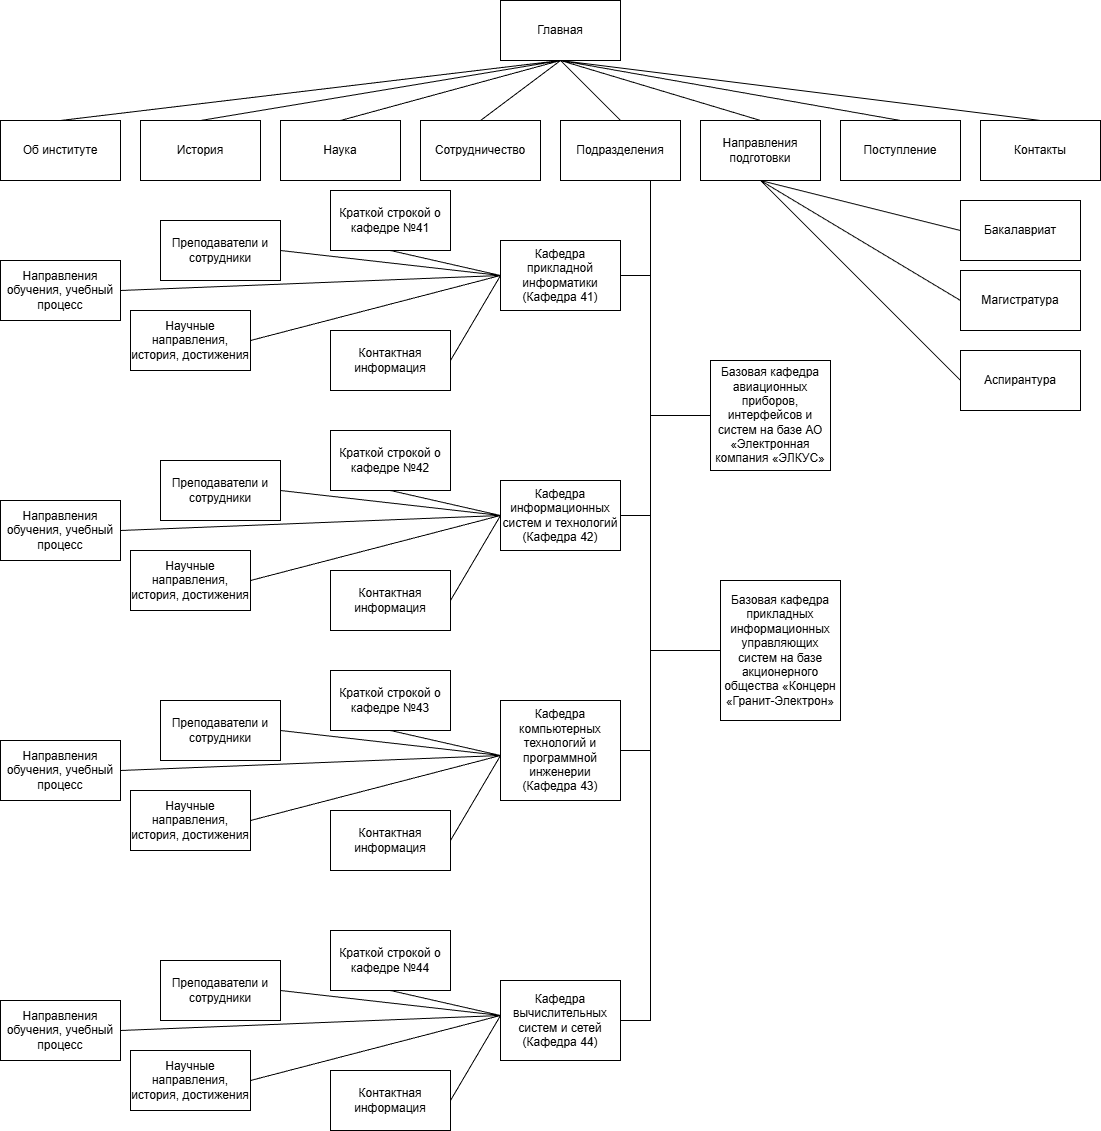 Главная
Об институте
История
Наука
Сотрудничество
Подразделения
Направления
подготовки
Поступление
Контакты
Бакалавриат
Магистратура
Аспирантура
Краткой строкой о
кафедре №41
Преподаватели и
сотрудники
Направления
обучения, учебный
процесс
Научные
направления,
история, достижения
Контактная
информация
Кафедра
прикладной
информатики
(Кафедра 41)
Базовая кафедра
авиационных
приборов,
интерфейсов и
систем на базе АО
«Электронная
компания «ЭЛКУС»
Краткой строкой о
кафедре №42
Преподаватели и
сотрудники
Направления
обучения, учебный
процесс
Научные
направления,
история, достижения
Контактная
информация
Кафедра
информационных
систем и технологий
(Кафедра 42)
Базовая кафедра
прикладных
информационных
управляющих
систем на базе
акционерного
общества «Концерн
«Гранит-Электрон»
Краткой строкой о
кафедре №43
Преподаватели и
сотрудники
Направления
обучения, учебный
процесс
Научные
направления,
история, достижения
Контактная
информация
Кафедра
компьютерных
технологий и
программной
инженерии
(Кафедра 43)
Краткой строкой о
кафедре №44
Преподаватели и
сотрудники
Направления
обучения, учебный
процесс
Научные
направления,
история, достижения
Контактная
информация
Кафедра
вычислительных
систем и сетей
(Кафедра 44)